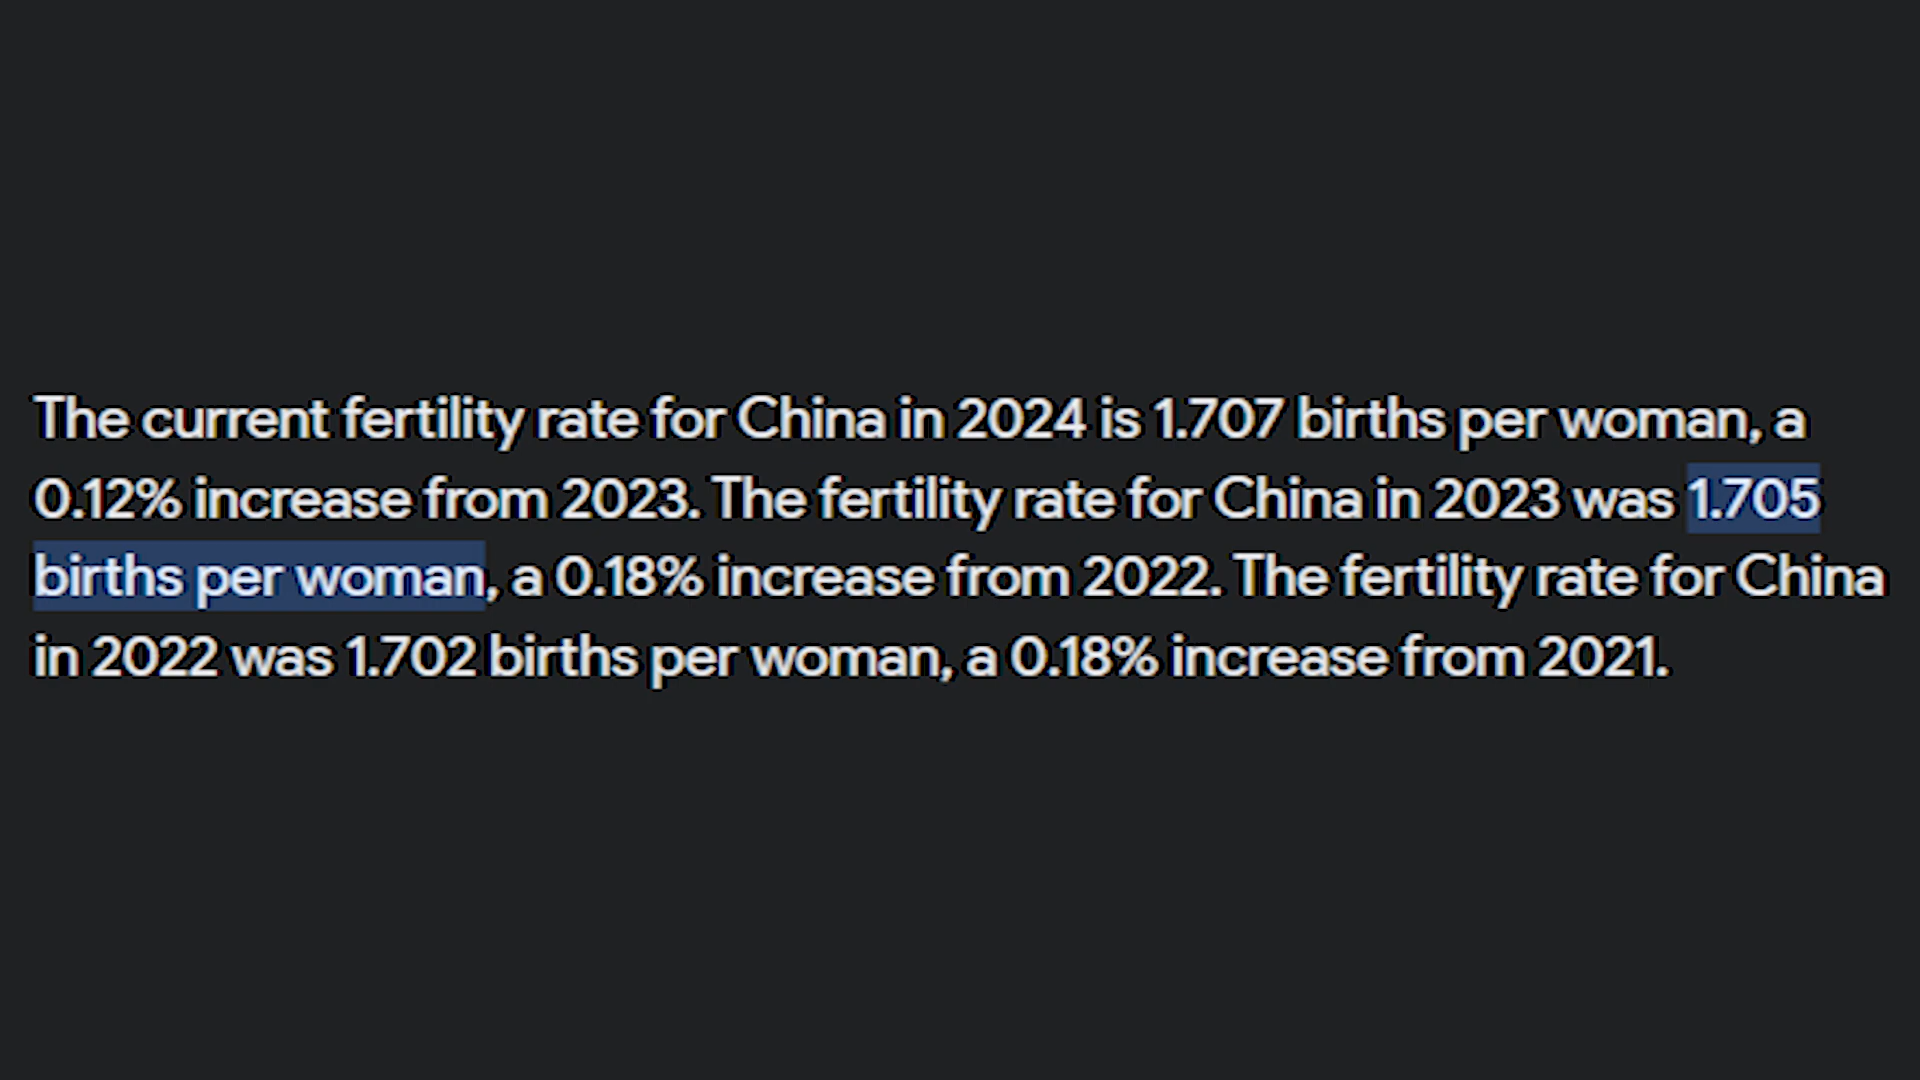 The current fertility rate for China in 2024 is 1.707 births per woman, a
0.12% increase from 2023. The fertility rate for China in 2023 was 1.705
births per woman, a 0.18% increase from 2022. The fertility rate for China
in 2022 was 1.702 births per woman, a 0.18% increase from 2021.